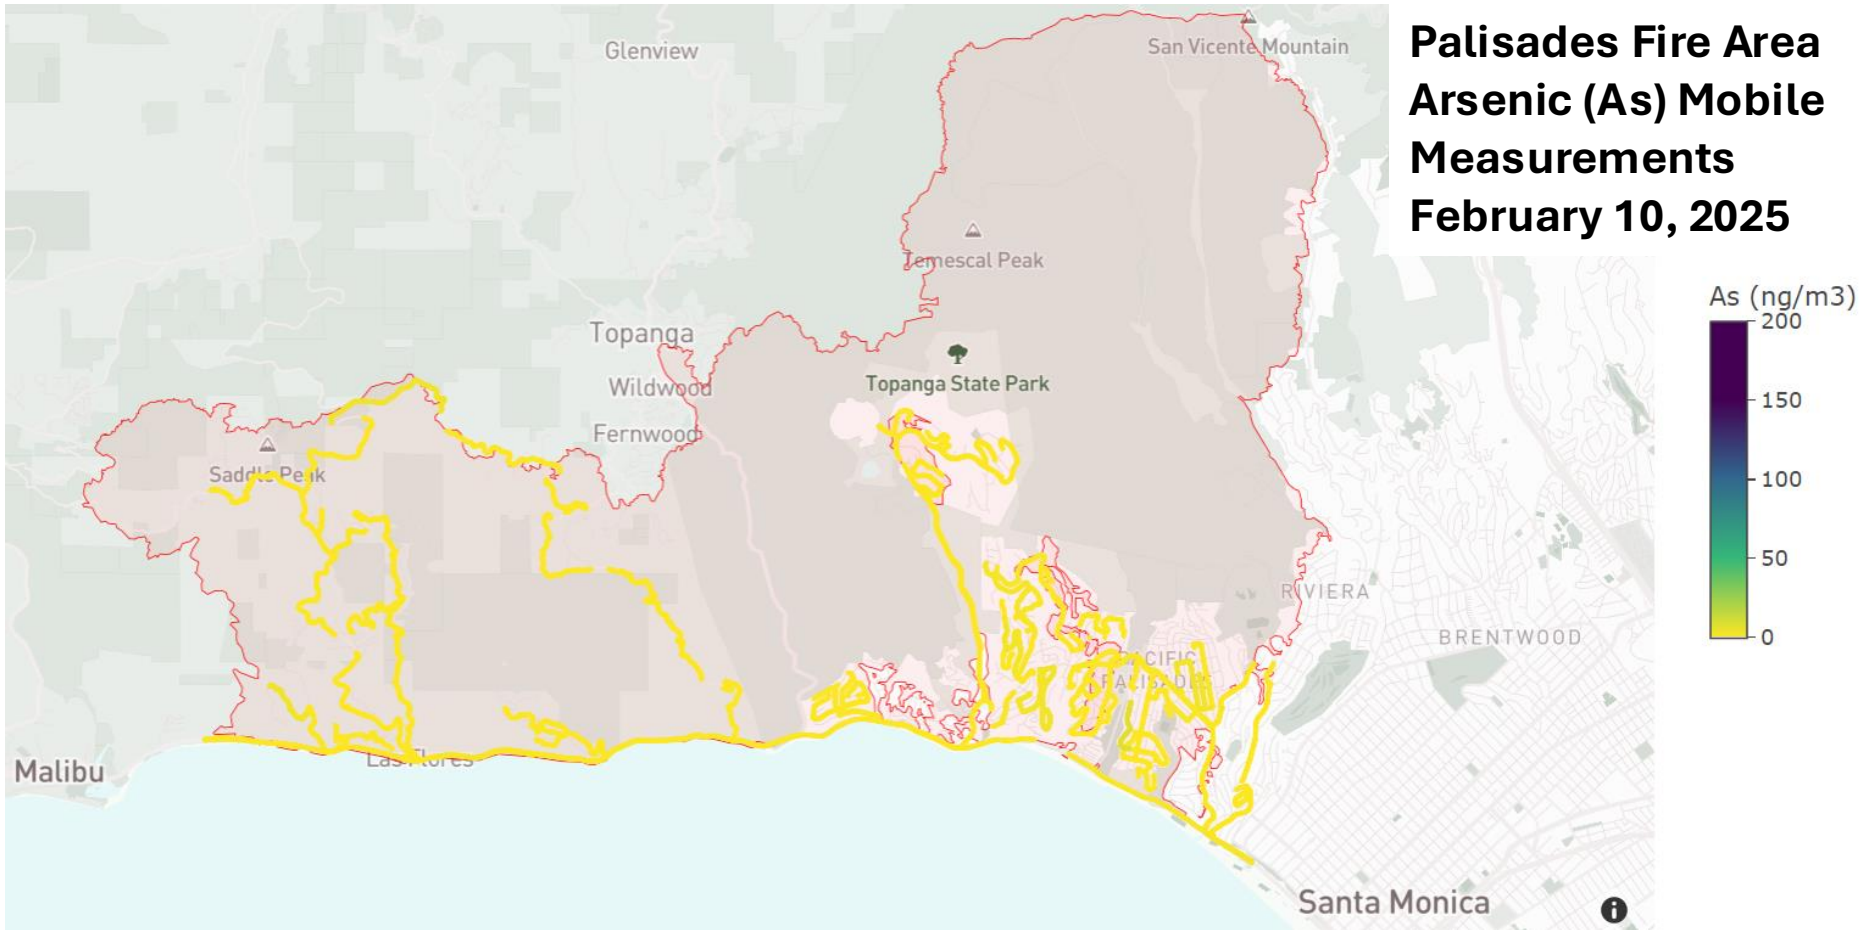 Palisades Fire Area
Arsenic (As) Mobile
Measurements
February 10, 2025
Glenview
San Vicente Mountain
Temescal Peak
Topanga
Topanga State Park
Wildwood
Fernwood
Saddle Peak
RIVIERA
BRENTWOOD
PACIFIC
PALISADES
Las Flores
Malibu
Santa Monica
As (ng/m3)
200
150
100
50
0